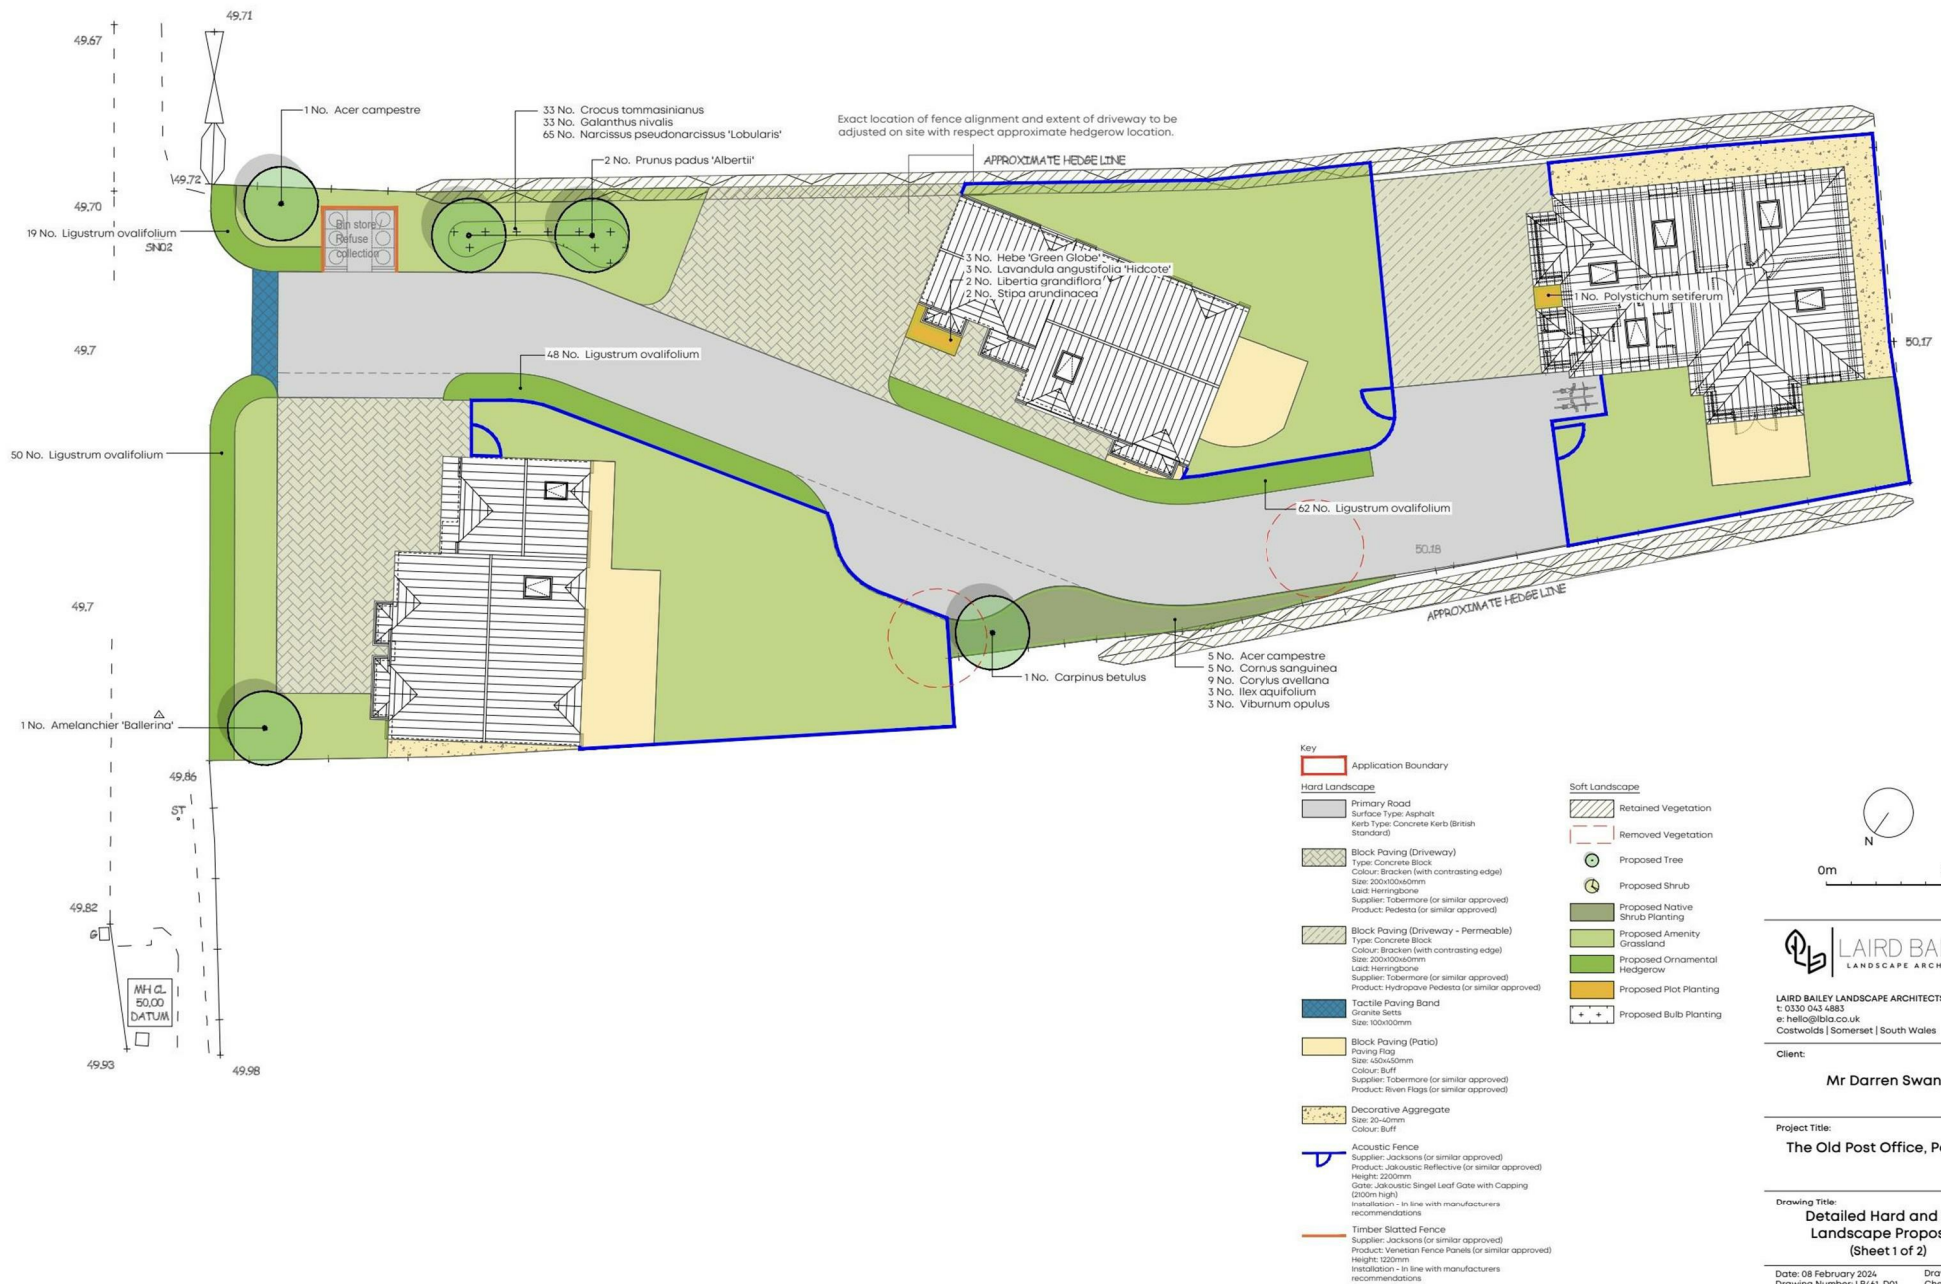 49.71
49.67
1 No. Acer campestre
33 No. Crocus tommasinianus
33 No. Galanthus nivalis
65 No. Narcissus pseudonarcissus 'Lobularis'
2 No. Prunus padus 'Albertii'
Exact location of fence alignment and extent of driveway to be
adjusted on site with respect approximate hedgerow location.
APPROXIMATE HEDGE LINE
49.72
49.70
19 No. Ligustrum ovalifolium
SN02
Bin store /
Refuse
collection
3 No. Hebe 'Green Globe'
3 No. Lavandula angustifolia 'Hidcote'
2 No. Libertia grandiflora
2 No. Stipa arundinacea
1 No. Polystichum setiferum
49.7
50.17
48 No. Ligustrum ovalifolium
50 No. Ligustrum ovalifolium
62 No. Ligustrum ovalifolium
50.18
49.7
APPROXIMATE HEDGE LINE
1 No. Carpinus betulus
5 No. Acer campestre
5 No. Cornus sanguinea
9 No. Corylus avellana
3 No. Ilex aquifolium
3 No. Viburnum opulus
1 No. Amelanchier 'Ballerina'
49.86
ST
49.82
G
MH CL
50.00
DATUM
49.93
49.98
Key
Application Boundary
Hard Landscape
Primary Road
Surface Type: Asphalt
Kerb Type: Concrete Kerb (British
Standard)
Block Paving (Driveway)
Type: Concrete Block
Colour: Bracken (with contrasting edge)
Size: 200x100x60mm
Laid: Herringbone
Supplier: Tobermore (or similar approved)
Product: Pedesta (or similar approved)
Block Paving (Driveway - Permeable)
Type: Concrete Block
Colour: Bracken (with contrasting edge)
Size: 200x100x60mm
Laid: Herringbone
Supplier: Tobermore (or similar approved)
Product: Hydropave Pedesta (or similar approved)
Tactile Paving Band
Granite Setts
Size: 100x100mm
Block Paving (Patio)
Paving Flag
Size: 450x450mm
Colour: Buff
Supplier: Tobermore (or similar approved)
Product: Riven Flags (or similar approved)
Decorative Aggregate
Size: 20-40mm
Colour: Buff
Acoustic Fence
Supplier: Jacksons (or similar approved)
Product: Jakoustic Reflective (or similar approved)
Height: 2200mm
Gate: Jakoustic Singel Leaf Gate with Capping
(2100m high)
Installation - In line with manufacturers
recommendations
Timber Slatted Fence
Supplier: Jacksons (or similar approved)
Product: Venetian Fence Panels (or similar approved)
Height: 1220mm
Installation - In line with manufacturers
recommendations
Soft Landscape
Retained Vegetation
Removed Vegetation
Proposed Tree
Proposed Shrub
Proposed Native
Shrub Planting
Proposed Amenity
Grassland
Proposed Ornamental
Hedgerow
Proposed Plot Planting
Proposed Bulb Planting
N
0m
LAIRD BAI
LANDSCAPE ARCH
LAIRD BAILEY LANDSCAPE ARCHITECTS
t: 0330 043 4883
e: hello@lbla.co.uk
Costwolds | Somerset | South Wales
Client:
Mr Darren Swan
Project Title:
The Old Post Office, P
Drawing Title:
Detailed Hard and
Landscape Propos
(Sheet 1 of 2)
Date: 08 February 2024
Dra